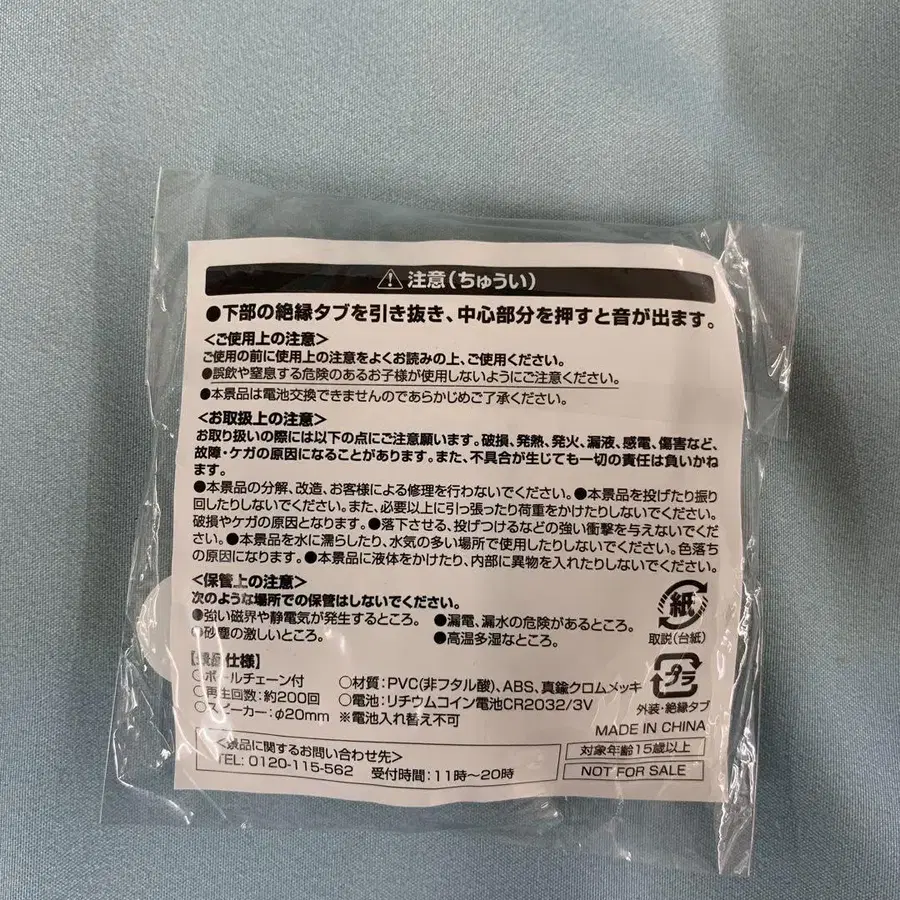 注意(ちゅうい)
●下部の絶縁タブを引き抜き、中心部分を押すと音が出ます。
<ご使用上の注意>
ご使用の前に使用上の注意をよくお読みの上、ご使用ください。
●誤飲や窒息する危険のあるお子様が使用しないようにご注意ください。
●本景品は電池交換できませんのであらかじめご了承ください。
<お取扱上の注意>
お取り扱いの際には以下の点にご注意願います。破損、発熱、発火、漏液、感電、傷害など、
故障・ケガの原因になることがあります。また、不具合が生じても一切の責任は負いかね
ます。
●本景品の分解、改造、お客様による修理を行わないでください。●本景品を投げたり振り
回したりしないでください。また、必要以上に引っ張ったり荷重をかけたりしないでください。
破損やケガの原因となります。●落下させる、投げつけるなどの強い衝撃を与えないでくだ
さい。●本景品を水に濡らしたり、水気の多い場所で使用したりしないでください。色落ち
の原因になります。●本景品に液体をかけたり、内部に異物を入れたりしないでください。
<保管上の注意>
次のような場所での保管はしないでください。
●強い磁界や静電気が発生するところ。 ●漏電、漏水の危険があるところ。
●砂塵の激しいところ。 ●高温多湿なところ。
紙
取説(台紙)
【景品仕様】
○ボールチェーン付 ○材質:PVC(非フタル酸)、ABS、真鍮クロムメッキ
○再生回数:約200回 ○電池:リチウムコイン電池CR2032/3V
○スピーカー:φ20mm ※電池入れ替え不可
プラ
外装・絶縁タブ
MADE IN CHINA
<景品に関するお問い合わせ先>
TEL: 0120-115-562 受付時間:11時~20時
対象年齢15歳以上
NOT FOR SALE